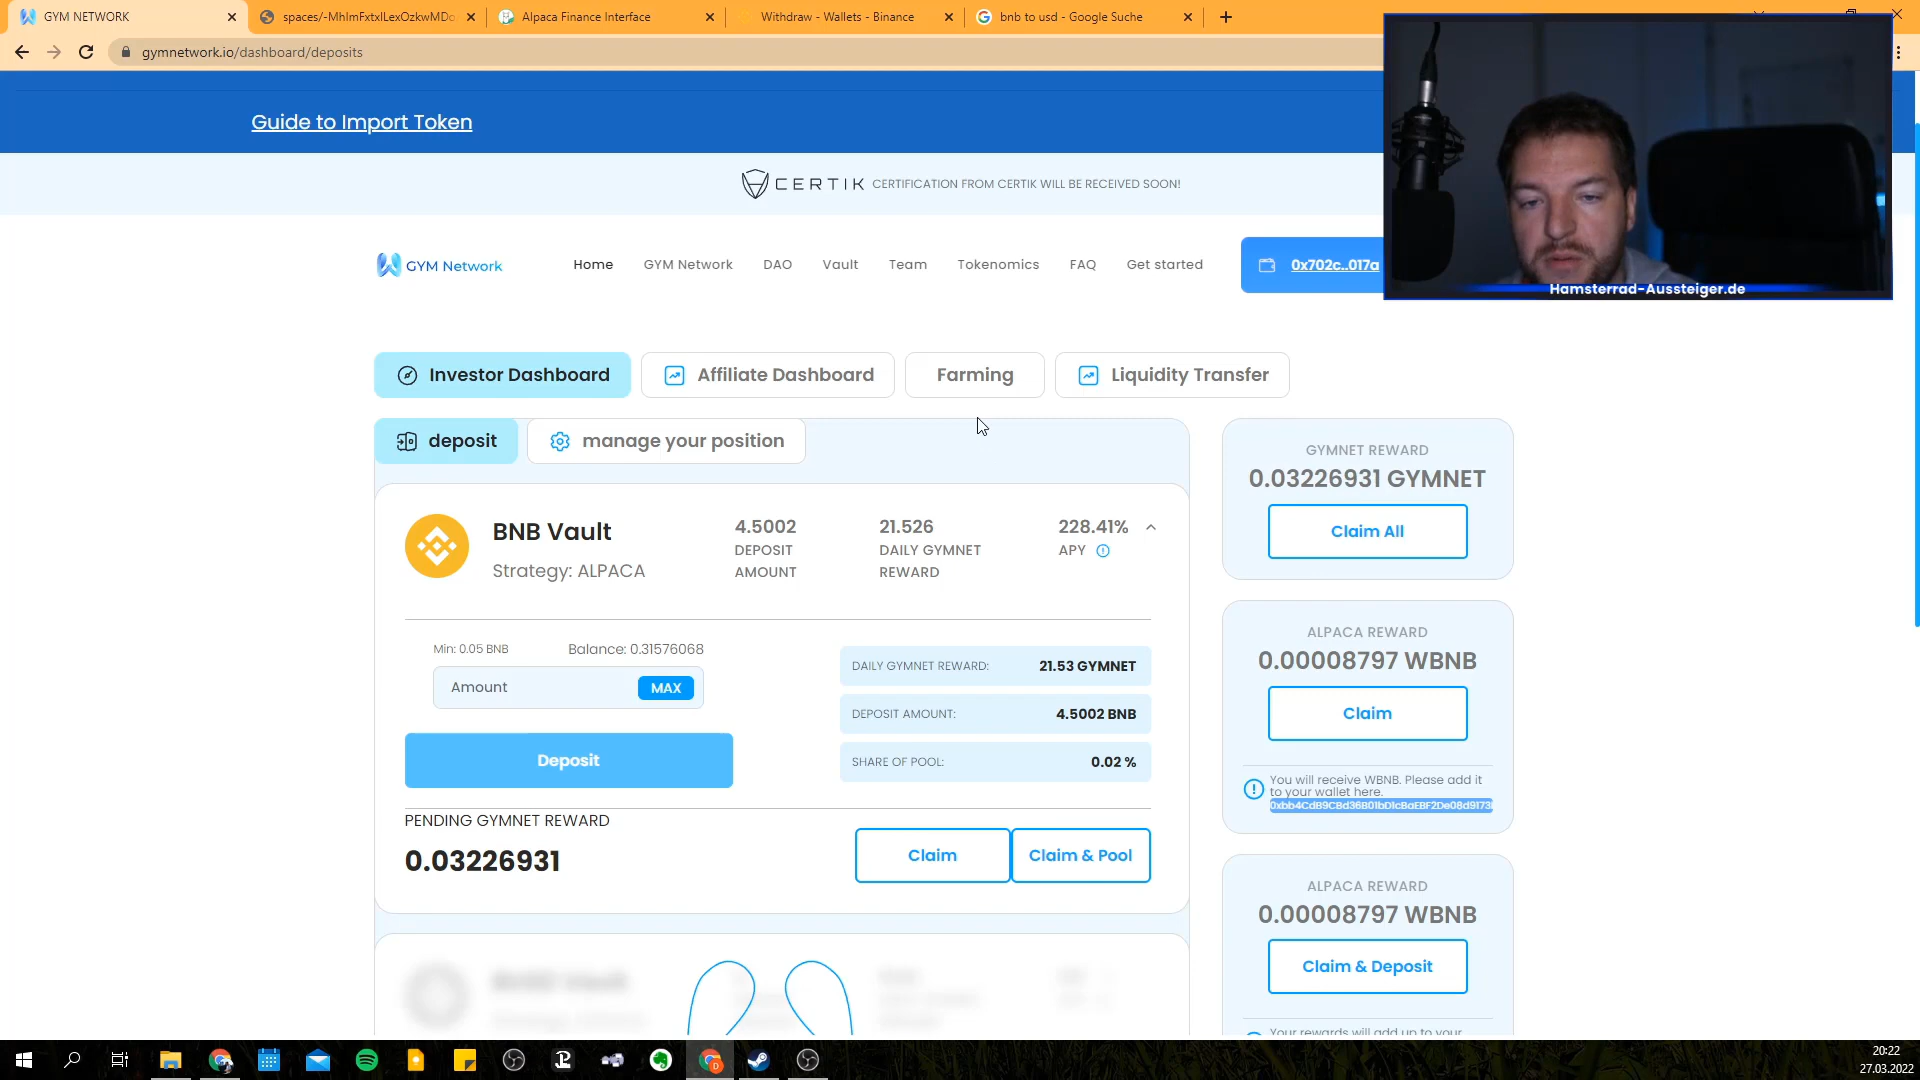 GYM NETWORK
spaces/-MhImFxtxlLexOzkwMDo
Alpaca Finance Interface
Withdraw - Wallets - Binance
bnb to usd - Google Suche
gymnetwork.io/dashboard/deposits
Guide to Import Token
CERTIK CERTIFICATION FROM CERTIK WILL BE RECEIVED SOON!
GYM Network
Home
GYM Network
DAO
Vault
Team
Tokenomics
FAQ
Get started
0x702c..017a
Hamsterrad-Aussteiger.de
Investor Dashboard
Affiliate Dashboard
Farming
Liquidity Transfer
deposit
manage your position
BNB Vault
Strategy: ALPACA
4.5002
DEPOSIT
AMOUNT
21.526
DAILY GYMNET
REWARD
228.41%
APY
Min: 0.05 BNB
Balance: 0.31576068
Amount
MAX
Deposit
DAILY GYMNET REWARD: 21.53 GYMNET
DEPOSIT AMOUNT: 4.5002 BNB
SHARE OF POOL: 0.02 %
PENDING GYMNET REWARD
0.03226931
Claim
Claim & Pool
GYMNET REWARD
0.03226931 GYMNET
Claim All
ALPACA REWARD
0.00008797 WBNB
Claim
You will receive WBNB. Please add it
to your wallet here.
ALPACA REWARD
0.00008797 WBNB
Claim & Deposit
Your rewards will add up to your
20:22
27.03.2022